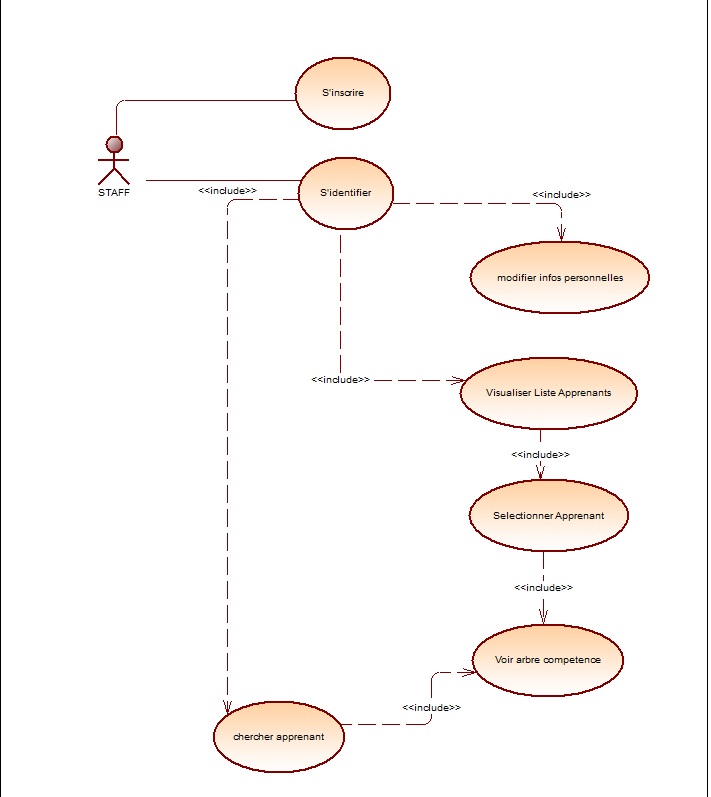 S'inscrire
STAFF
<<include>>
S'identifier
<<include>>
modifier infos personnelles
<<include>>
Visualiser Liste Apprenants
<<include>>
Selectionner Apprenant
<<include>>
Voir arbre competence
<<include>>
chercher apprenant